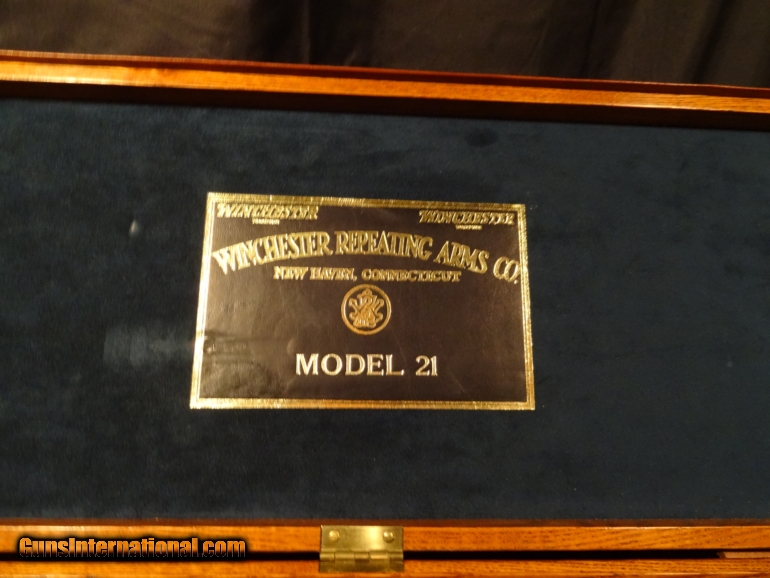 WINCHESTER WINCHESTER
WINCHESTER REPEATING ARMS CO.
NEW HAVEN, CONNECTICUT
MODEL 21
GunsInternational.com